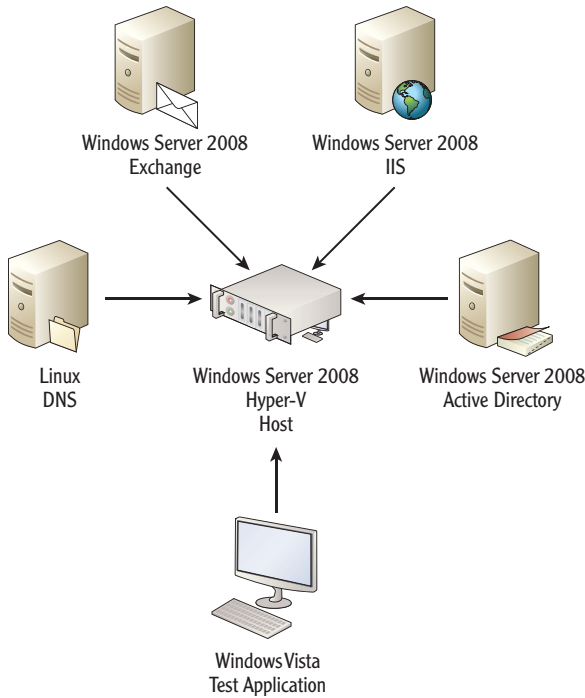 Windows Server 2008
Exchange
Windows Server 2008
IIS
Linux
DNS
Windows Server 2008
Hyper-V
Host
Windows Server 2008
Active Directory
Windows Vista
Test Application